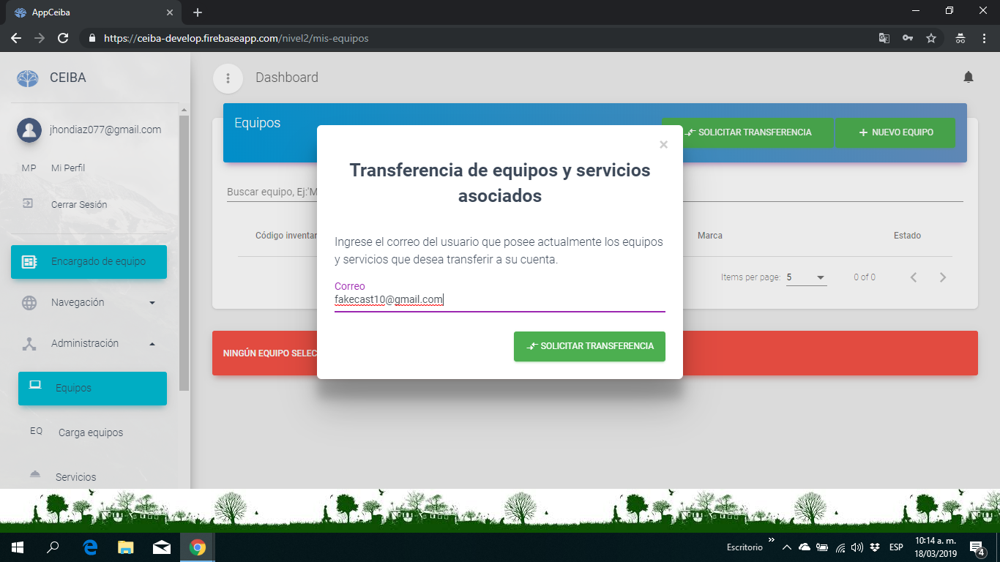 AppCeiba
https://ceiba-develop.firebaseapp.com/nivel2/mis-equipos
CEIBA
Dashboard
jhondiaz077@gmail.com
MP Mi Perfil
Cerrar Sesión
Encargado de equipo
Navegación
Administración
Equipos
EQ Carga equipos
Servicios
Equipos
SOLICITAR TRANSFERENCIA
+ NUEVO EQUIPO
Buscar equipo, Ej:'M
Código inventar
Marca
Estado
Items per page: 5
0 of 0
NINGÚN EQUIPO SELEC
×
Transferencia de equipos y servicios
asociados
Ingrese el correo del usuario que posee actualmente los equipos
y servicios que desea transferir a su cuenta.
Correo
fakecast10@gmail.com
SOLICITAR TRANSFERENCIA
Escritorio
ESP
10:14 a. m.
18/03/2019
4